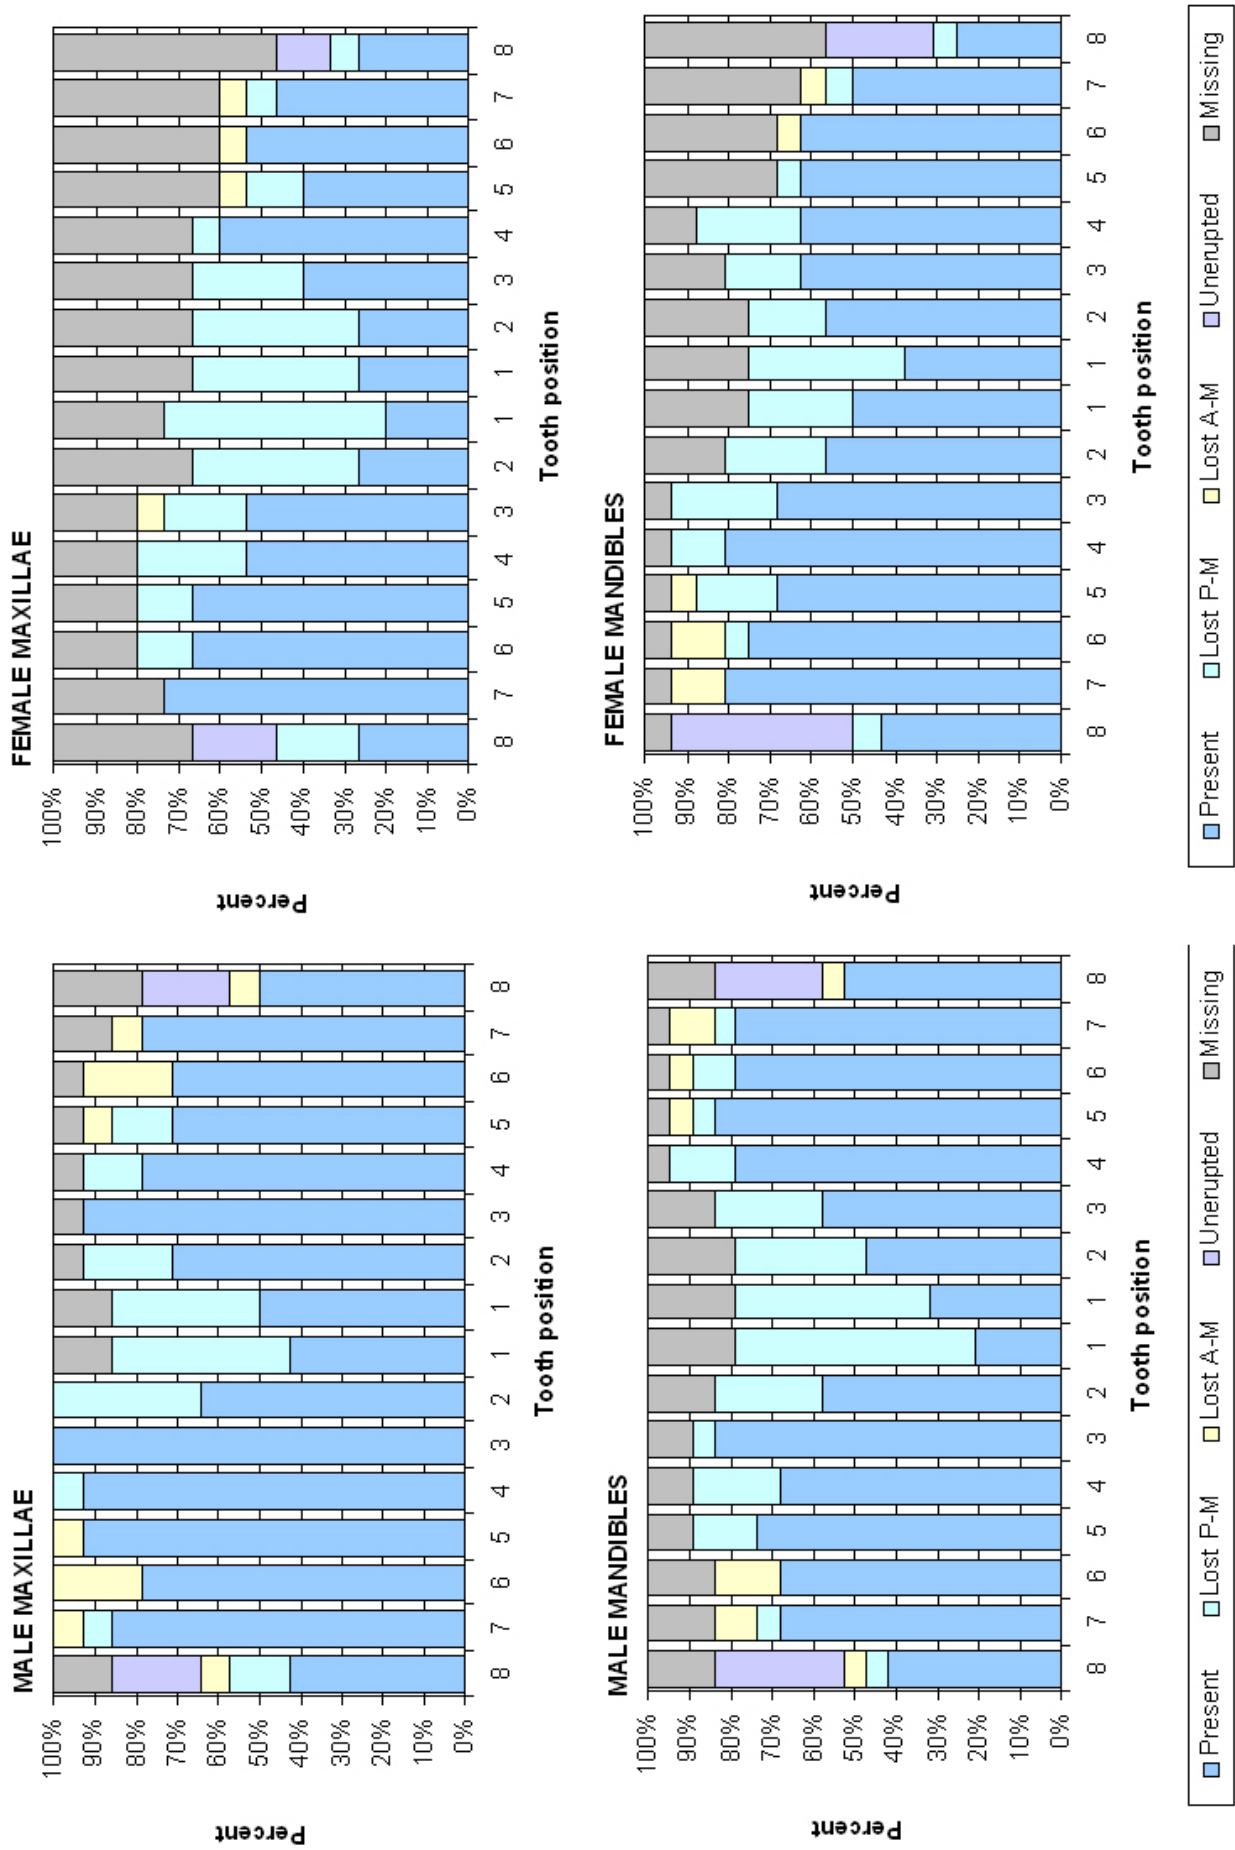 MALE MAXILLAE
Percent
100%
90%
80%
70%
60%
50%
40%
30%
20%
10%
0%
8 7 6 5 4 3 2 1 1 2 3 4 5 6 7 8
Tooth position
FEMALE MAXILLAE
Percent
100%
90%
80%
70%
60%
50%
40%
30%
20%
10%
0%
8 7 6 5 4 3 2 1 1 2 3 4 5 6 7 8
Tooth position
MALE MANDIBLES
Percent
100%
90%
80%
70%
60%
50%
40%
30%
20%
10%
0%
8 7 6 5 4 3 2 1 1 2 3 4 5 6 7 8
Tooth position
Present Lost P-M Lost A-M Unerupted Missing
FEMALE MANDIBLES
Percent
100%
90%
80%
70%
60%
50%
40%
30%
20%
10%
0%
8 7 6 5 4 3 2 1 1 2 3 4 5 6 7 8
Tooth position
Present Lost P-M Lost A-M Unerupted Missing